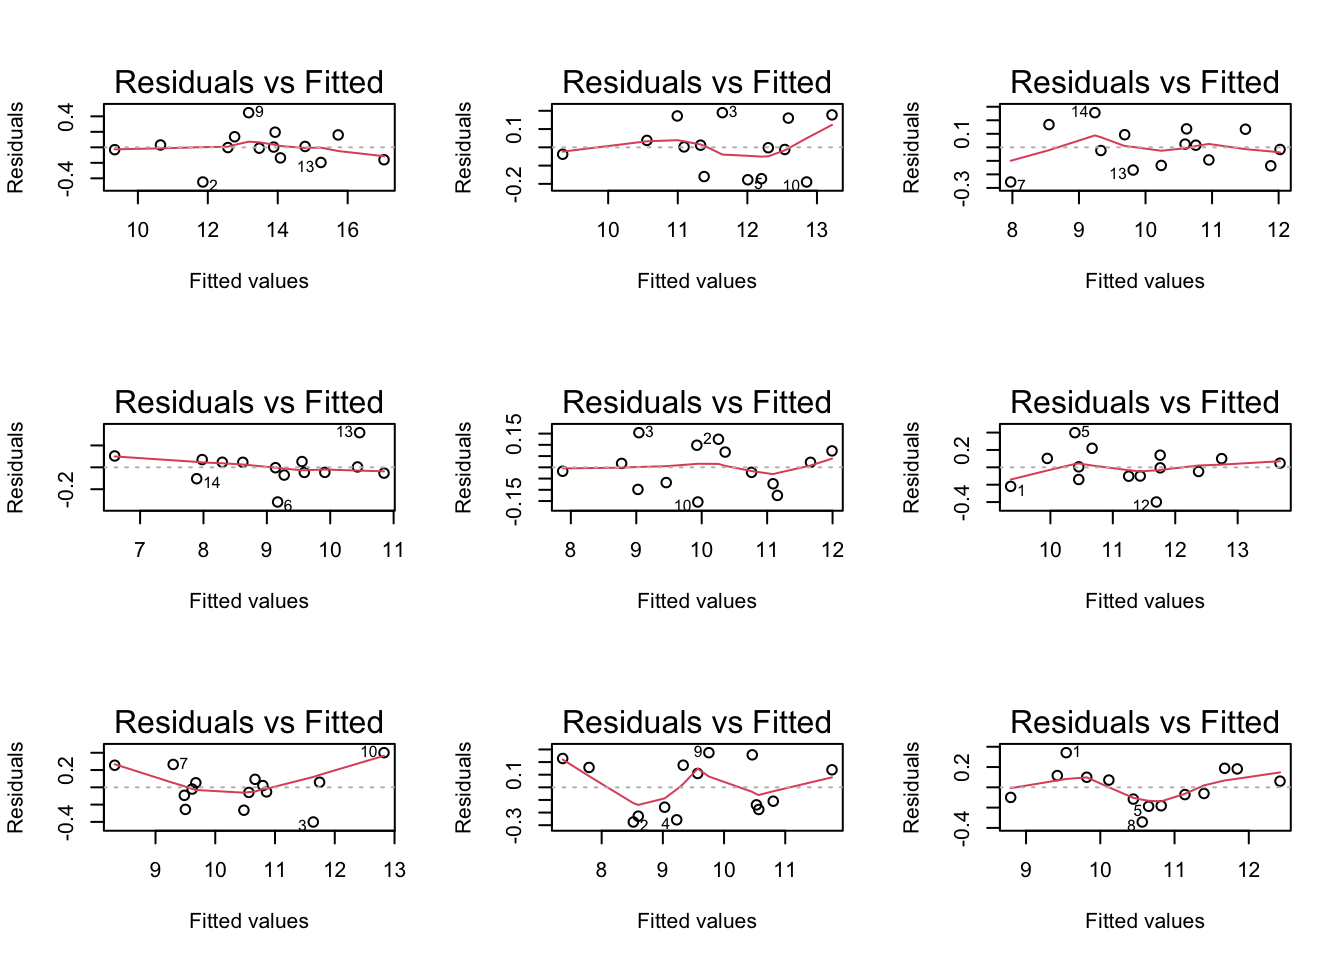 Residuals vs Fitted
Residuals
0.4
-0.4
9
2
13
10 12 14 16
Fitted values
Residuals vs Fitted
Residuals
0.1
-0.2
3
5
10
10 11 12 13
Fitted values
Residuals vs Fitted
Residuals
0.1
-0.3
14
13
7
8 9 10 11 12
Fitted values
Residuals vs Fitted
Residuals
-0.2
13
14
6
7 8 9 10 11
Fitted values
Residuals vs Fitted
Residuals
0.15
-0.15
3
2
10
8 9 10 11 12
Fitted values
Residuals vs Fitted
Residuals
0.2
-0.4
5
1
12
10 11 12 13
Fitted values
Residuals vs Fitted
Residuals
0.2
-0.4
10
7
3
9 10 11 12 13
Fitted values
Residuals vs Fitted
Residuals
0.1
-0.3
9
2
4
8 9 10 11
Fitted values
Residuals vs Fitted
Residuals
0.2
-0.4
1
5
8
9 10 11 12
Fitted values